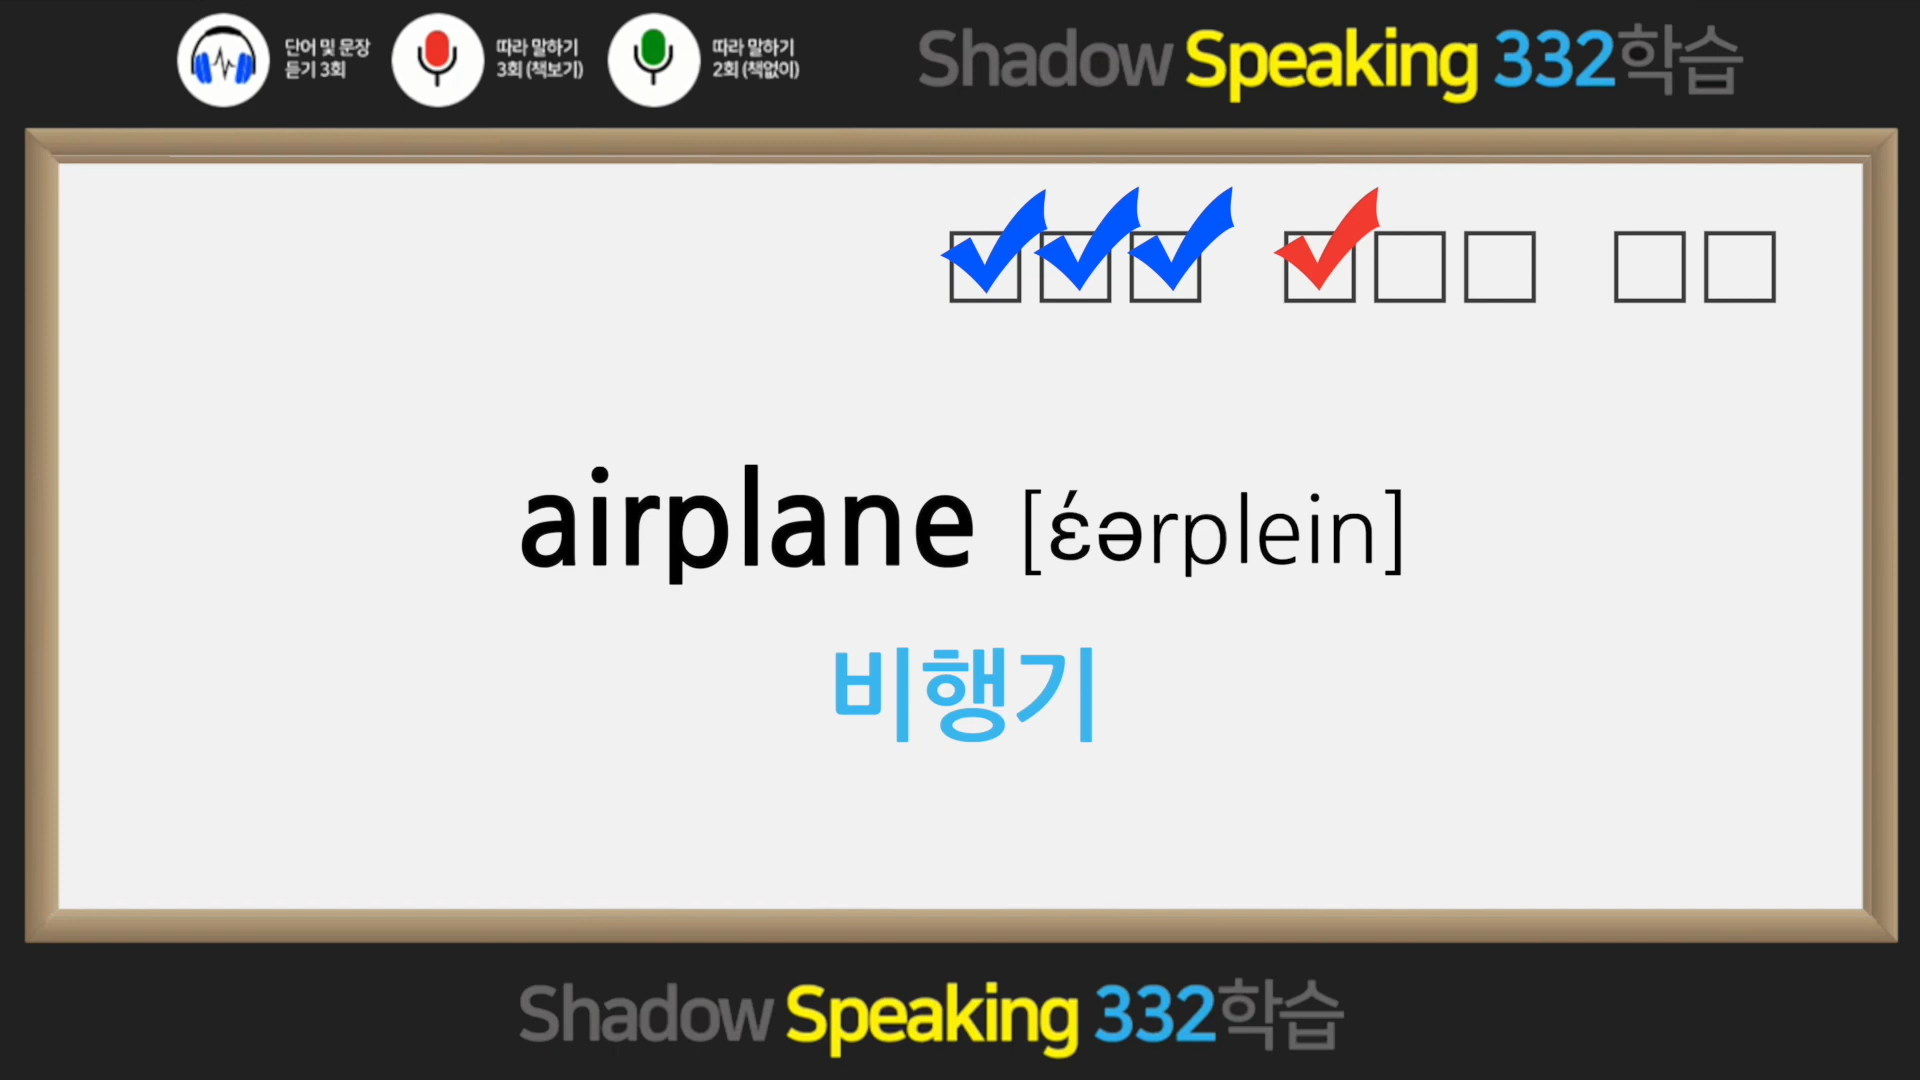 단어 및 문장
듣기 3회
따라 말하기
3회 (책보기)
따라 말하기
2회 (책없이)
Shadow Speaking 332학습
airplane [ɛ́ərplein]
비행기
Shadow Speaking 332학습